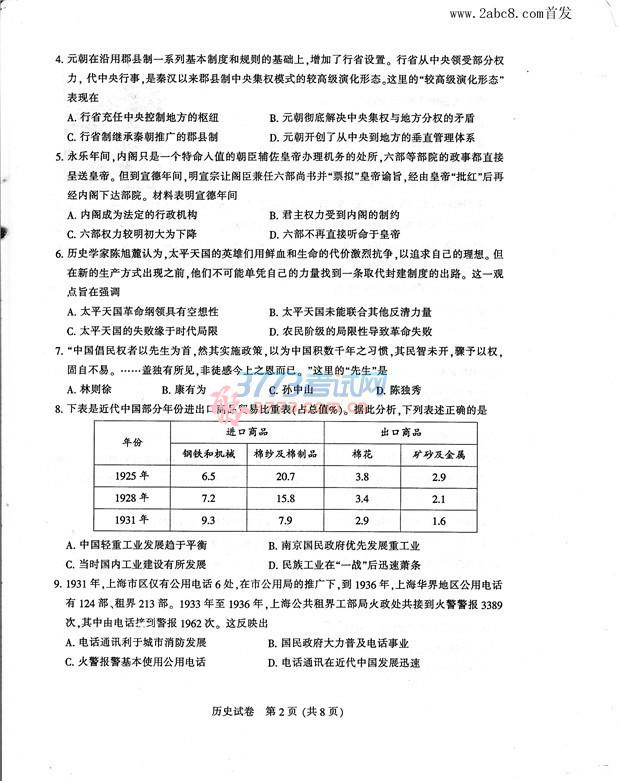 www.2abc8.com首发
4. 元朝在沿用郡县制一系列基本制度和规则的基础上,增加了行省设置。行省从中央领受部分权
力, 代中央行事,是秦汉以来郡县制中央集权模式的较高级演化形态。这里的“较高级演化形态”
表现在
A. 行省充任中央控制地方的枢纽 B. 元朝彻底解决中央集权与地方分权的矛盾
C. 行省制继承秦朝推广的郡县制 D. 元朝开创了从中央到地方的垂直管理体系
5. 永乐年间,内阁只是一个特命入值的朝臣辅佐皇帝办理机务的处所,六部等部院的政事都直接
呈送皇帝。但到宣德年间,明宣宗让阁臣兼任六部尚书并“票拟”皇帝谕旨,经由皇帝“批红”后再
经内阁下达部院。材料表明宣德年间
A. 内阁成为法定的行政机构 B. 君主权力受到内阁的制约
C. 六部权力较明初大为下降 D. 六部不再直接听命于皇帝
6. 历史学家陈旭麓认为,太平天国的英雄们用鲜血和生命的代价激烈抗争,以追求自己的理想。但
在新的生产方式出现之前,他们不可能单凭自己的力量找到一条取代封建制度的出路。这一观
点旨在强调
A. 太平天国革命纲领具有空想性 B. 太平天国未能联合其他反清力量
C. 太平天国的失败缘于时代局限 D. 农民阶级的局限性导致革命失败
7. “中国倡民权者以先生为首,然其实施政策,以为中国积数千年之习惯,其民智未开,骤予以权,
固自不易。……盖独有所见,非徒感今上之恩而已。”这里的“先生”是
A. 林则徐 B. 康有为 C. 孙中山 D. 陈独秀
3773考试网
8. 下表是近代中国部分年份进出口商品贸易比重表(占总值%)。据此分析,下列表述正确的是
年份 进口商品 出口商品
钢铁和机械 棉纱及棉制品 棉花 矿砂及金属
1925年 6.5 20.7 3.8 2.9
1928年 7.2 15.8 3.4 2.1
1931年 9.3 7.9 2.9 1.6
A. 中国轻重工业发展趋于平衡 B. 南京国民政府优先发展重工业
C. 当时国内工业建设有所发展 D. 民族工业在“一战”后迅速萧条
9. 1931年,上海市区仅有公用电话6处,在市公用局的推广下,到1936年,上海华界地区公用电话
有124部、租界213部。1933年至1936年,上海公共租界工部局火政处共接到火警警报3389
次,其中由电话接到警报1962次。这反映出
A. 电话通讯利于城市消防发展 B. 国民政府大力普及电话事业
C. 火警报警基本使用公用电话 D. 电话通讯在近代中国发展迅速
历史试卷 第2页(共8页)